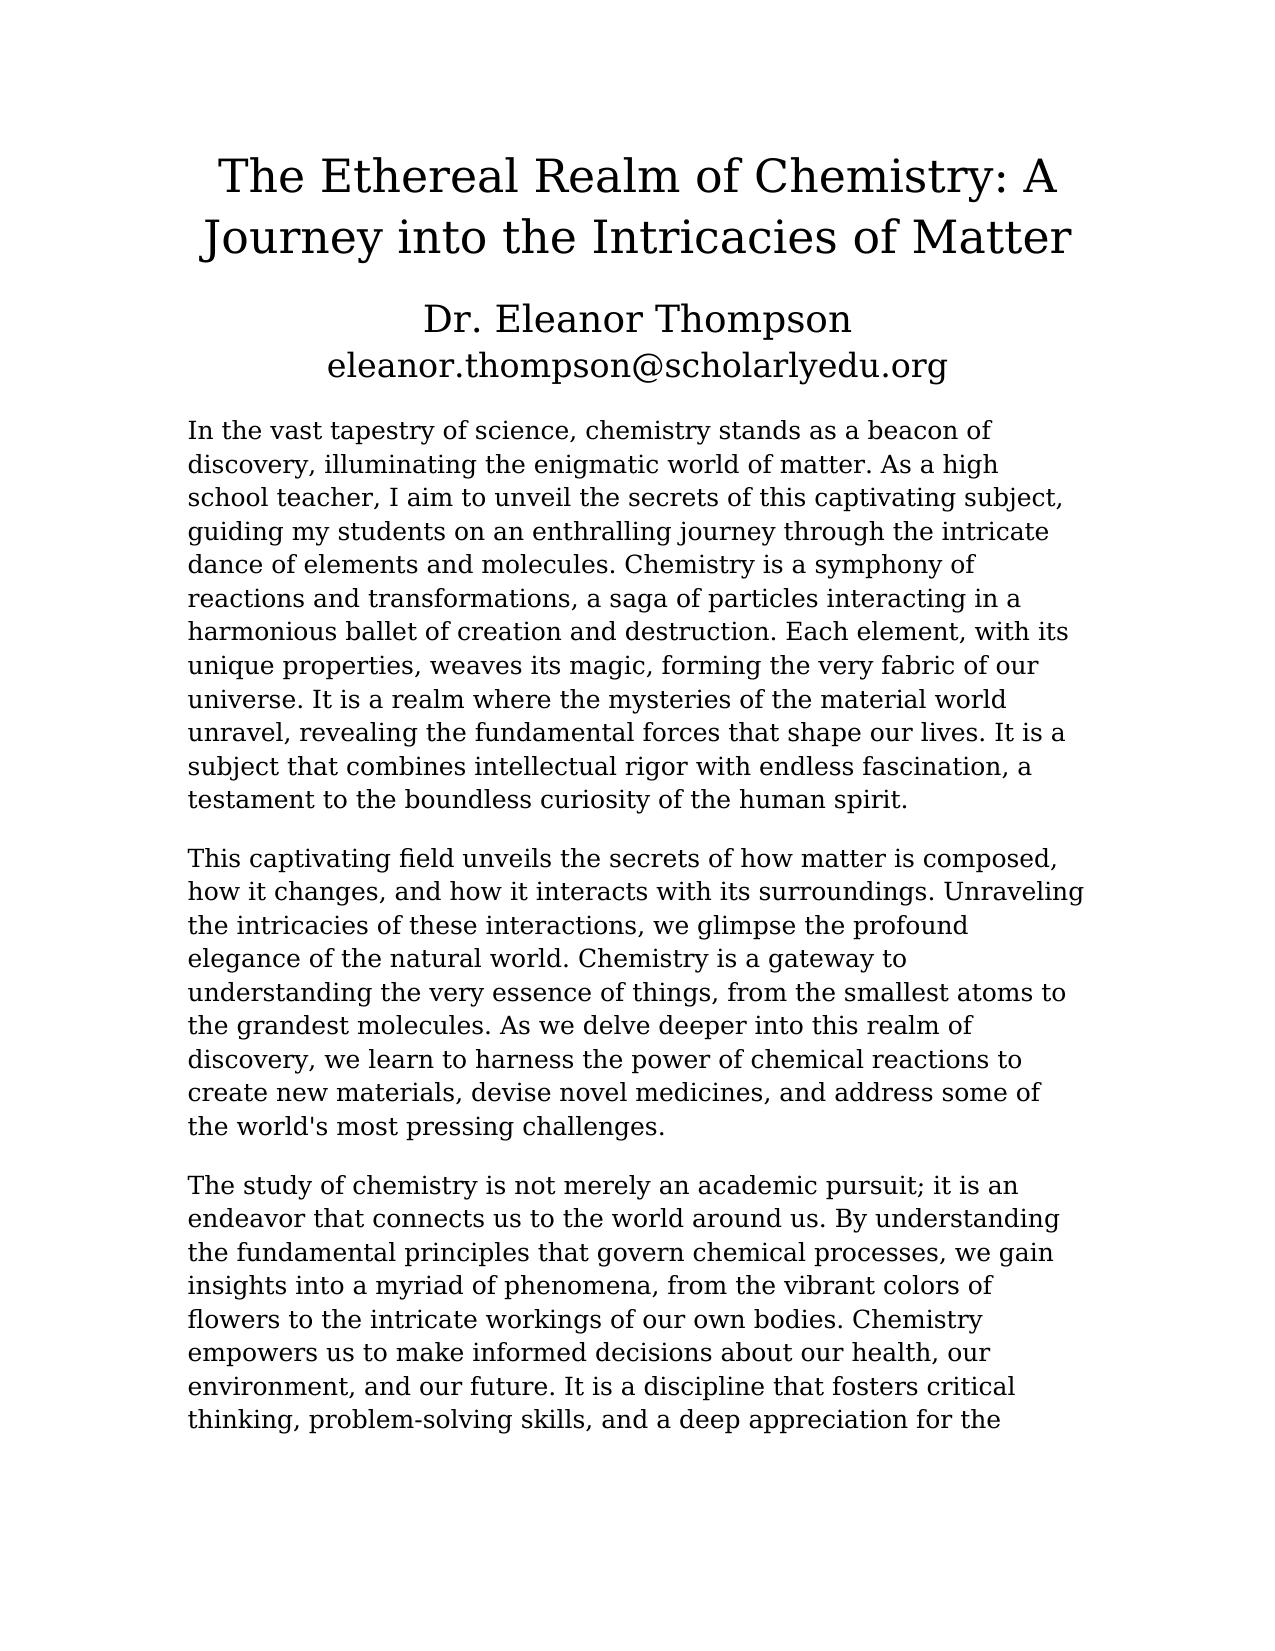 The Ethereal Realm of Chemistry: A
Journey into the Intricacies of Matter
Dr. Eleanor Thompson
eleanor.thompson@scholarlyedu.org
In the vast tapestry of science, chemistry stands as a beacon of
discovery, illuminating the enigmatic world of matter. As a high
school teacher, I aim to unveil the secrets of this captivating subject,
guiding my students on an enthralling journey through the intricate
dance of elements and molecules. Chemistry is a symphony of
reactions and transformations, a saga of particles interacting in a
harmonious ballet of creation and destruction. Each element, with its
unique properties, weaves its magic, forming the very fabric of our
universe. It is a realm where the mysteries of the material world
unravel, revealing the fundamental forces that shape our lives. It is a
subject that combines intellectual rigor with endless fascination, a
testament to the boundless curiosity of the human spirit.
This captivating field unveils the secrets of how matter is composed,
how it changes, and how it interacts with its surroundings. Unraveling
the intricacies of these interactions, we glimpse the profound
elegance of the natural world. Chemistry is a gateway to
understanding the very essence of things, from the smallest atoms to
the grandest molecules. As we delve deeper into this realm of
discovery, we learn to harness the power of chemical reactions to
create new materials, devise novel medicines, and address some of
the world's most pressing challenges.
The study of chemistry is not merely an academic pursuit; it is an
endeavor that connects us to the world around us. By understanding
the fundamental principles that govern chemical processes, we gain
insights into a myriad of phenomena, from the vibrant colors of
flowers to the intricate workings of our own bodies. Chemistry
empowers us to make informed decisions about our health, our
environment, and our future. It is a discipline that fosters critical
thinking, problem-solving skills, and a deep appreciation for the